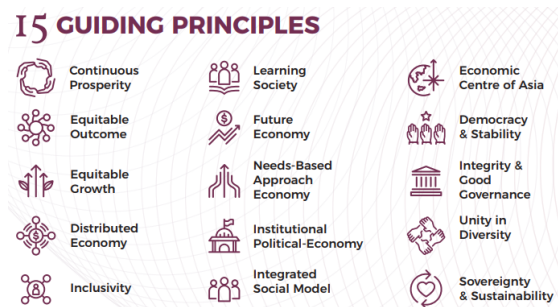 15 GUIDING PRINCIPLES
Continuous
Prosperity
Equitable
Outcome
Equitable
Growth
Distributed
Economy
Inclusivity
Learning
Society
Future
Economy
Needs-Based
Approach
Economy
Institutional
Political-Economy
Integrated
Social Model
Economic
Centre of Asia
Democracy
& Stability
Integrity &
Good
Governance
Unity in
Diversity
Sovereignty
& Sustainability